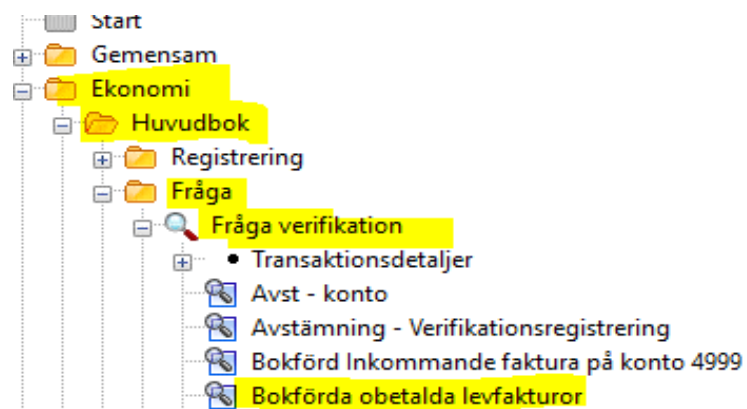 Start
Gemensam
Ekonomi
Huvudbok
Registrering
Fråga
Fråga verifikation
Transaktionsdetaljer
Avst - konto
Avstämning - Verifikationsregistrering
Bokförd Inkommande faktura på konto 4999
Bokförda obetalda levfakturor